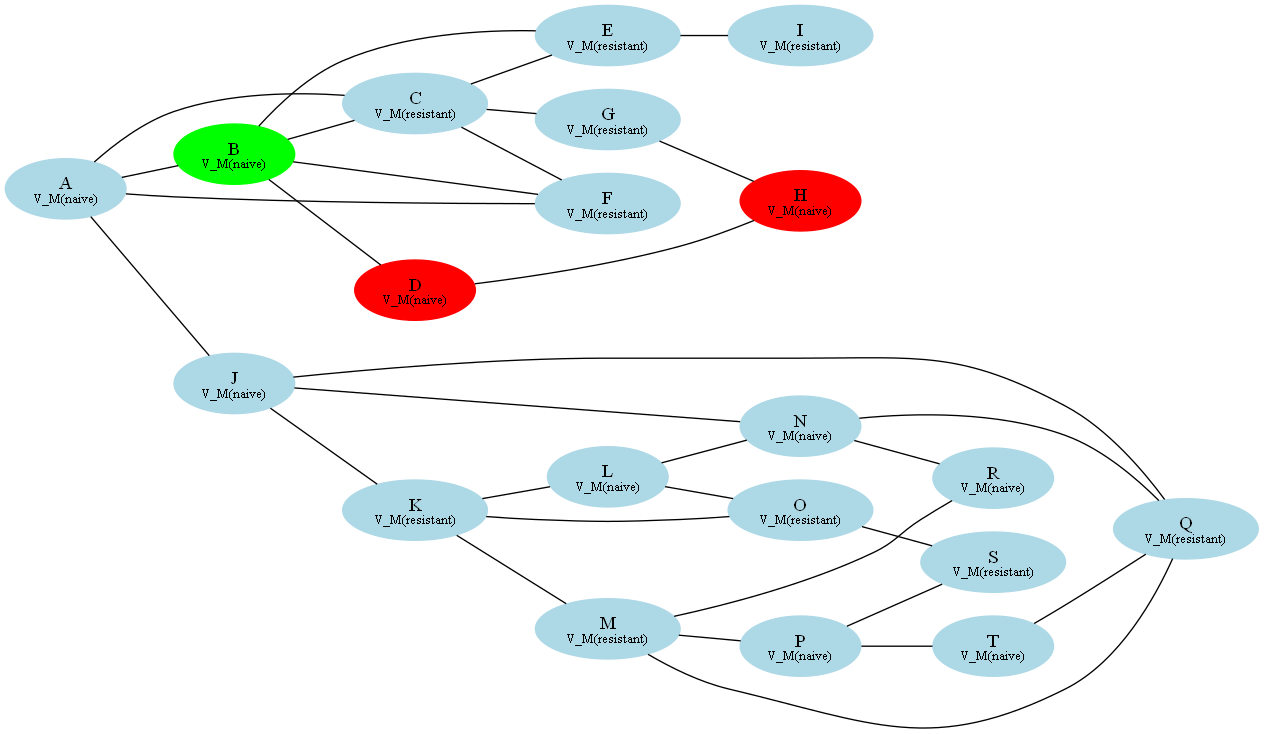 E
V_M(resistant)
I
V_M(resistant)
C
V_M(resistant)
G
V_M(resistant)
B
V_M(naive)
A
V_M(naive)
F
V_M(resistant)
H
V_M(naive)
D
V_M(naive)
J
V_M(naive)
N
V_M(naive)
L
V_M(naive)
R
V_M(naive)
K
V_M(resistant)
O
V_M(resistant)
Q
V_M(resistant)
S
V_M(resistant)
M
V_M(resistant)
P
V_M(naive)
T
V_M(naive)